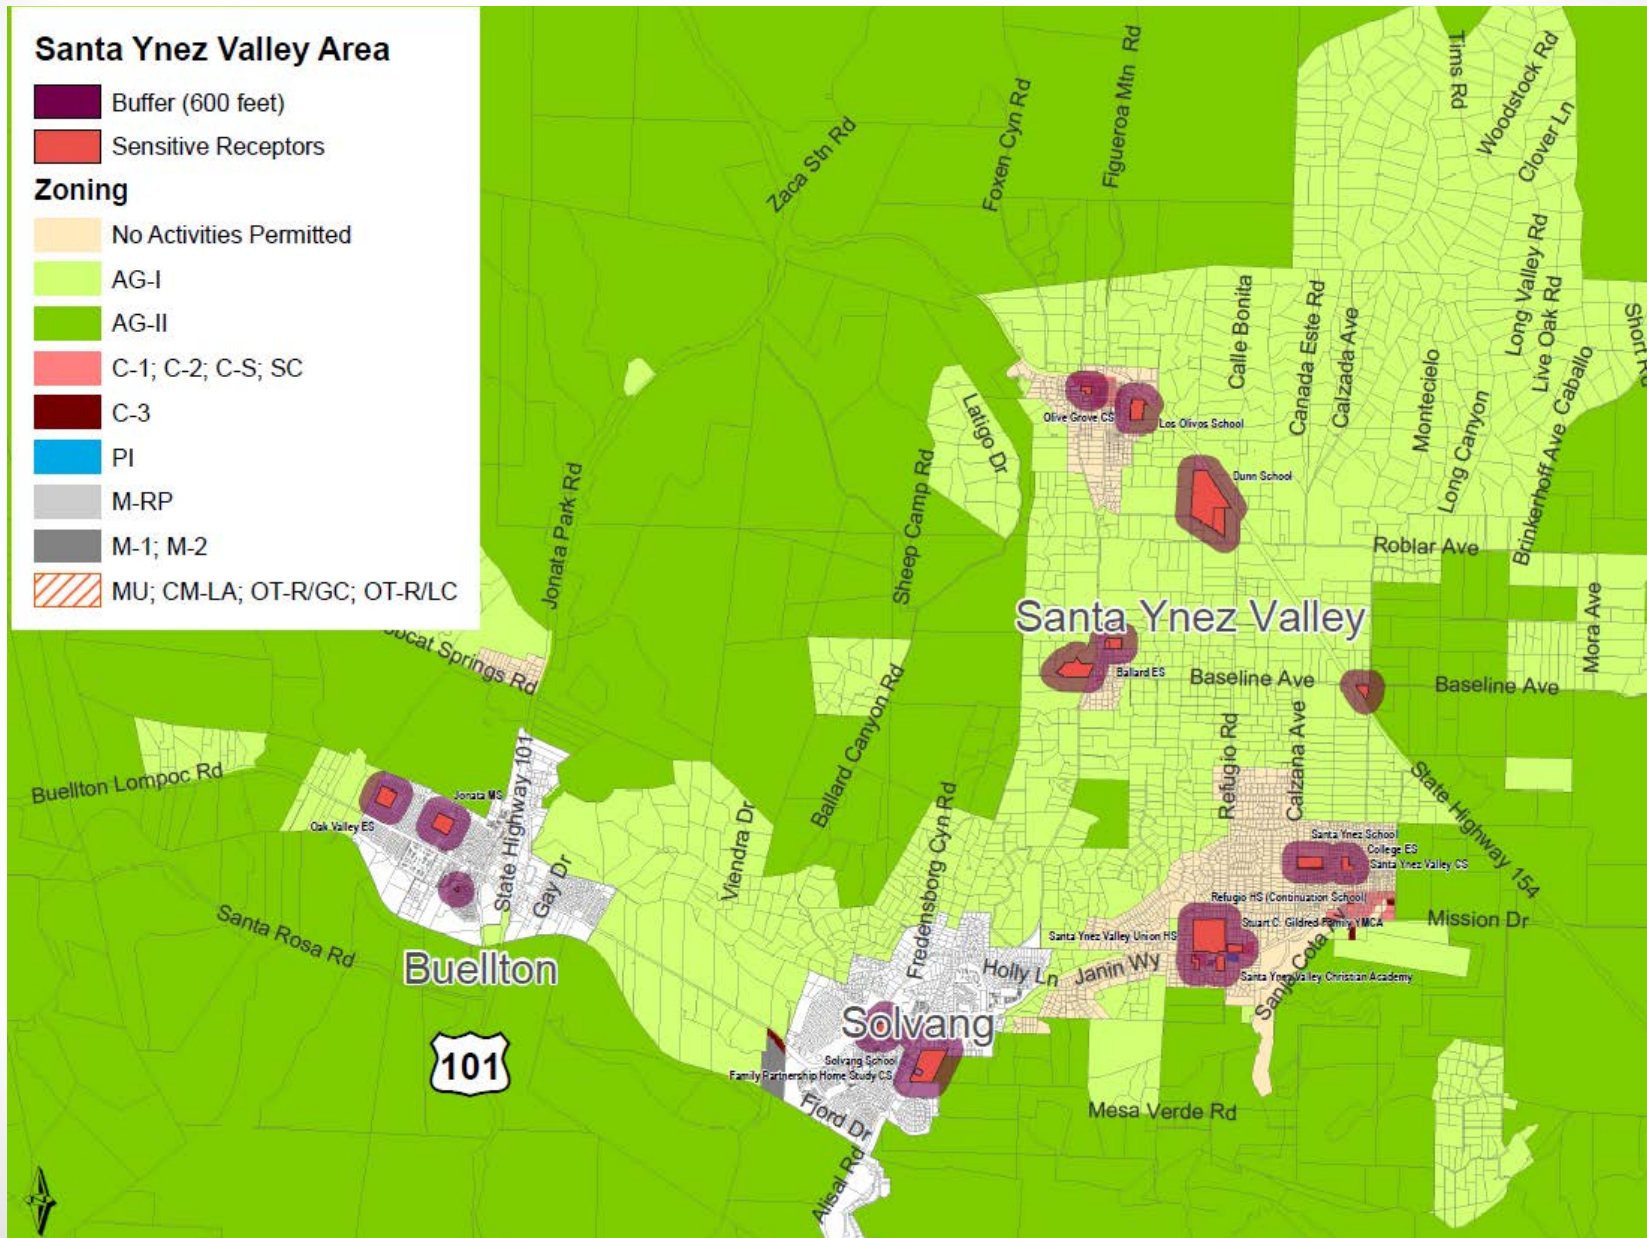 Santa Ynez Valley Area
Buffer (600 feet)
Sensitive Receptors
Zoning
No Activities Permitted
AG-I
AG-II
C-1; C-2; C-S; SC
C-3
PI
M-RP
M-1; M-2
MU; CM-LA; OT-R/GC; OT-R/LC
Zaca Stn Rd
Foxen Cyn Rd
Figueroa Mtn Rd
Tims Rd
Woodstock Rd
Clover Ln
Long Valley Rd
Live Oak Rd
Calle Bonita
Canada Este Rd
Calzada Ave
Montecielo
Long Canyon
Brinkerhoff Ave
Caballo
Latigo Dr
Olive Grove CS
Los Olivos School
Dunn School
Jonata Park Rd
Sheep Camp Rd
Roblar Ave
Mora Ave
Santa Ynez Valley
Springs Rd
Ballard Canyon Rd
Ballard ES
Baseline Ave
Baseline Ave
Refugio Rd
Calzana Ave
State Highway 154
Buellton Lompoc Rd
Jonata MS
Oak Valley ES
State Highway 101
Gay Dr
Viendra Dr
Fredensborg Cyn Rd
Santa Ynez School
College ES
Santa Ynez Valley CS
Refugio HS (Continuation School)
Stuart C. Gildred Family YMCA
Mission Dr
Santa Rosa Rd
Santa Ynez Valley Union HS
Buellton
Holly Ln
Janin Wy
Santa Ynez Valley Christian Academy
Sanja Cota
Solvang
101
Solvang School
Family Partnership Home Study CS
Fjord Dr
Mesa Verde Rd
Alisal Rd